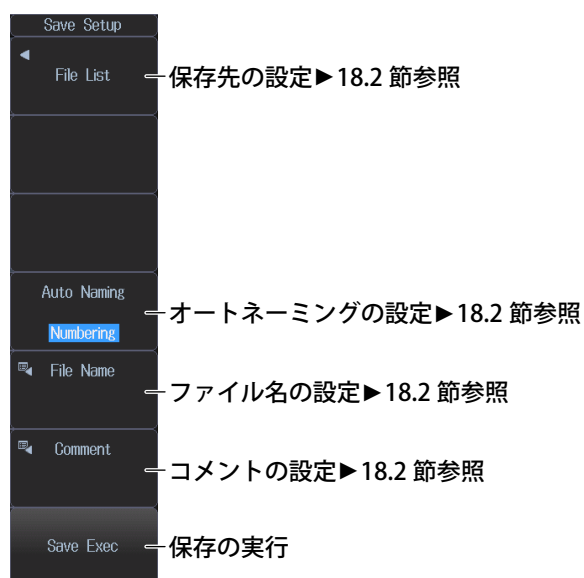 Save Setup
File List
保存先の設定▶18.2 節参照
Auto Naming
Numbering
オートネーミングの設定▶18.2 節参照
File Name
ファイル名の設定▶18.2 節参照
Comment
コメントの設定▶18.2 節参照
Save Exec
保存の実行